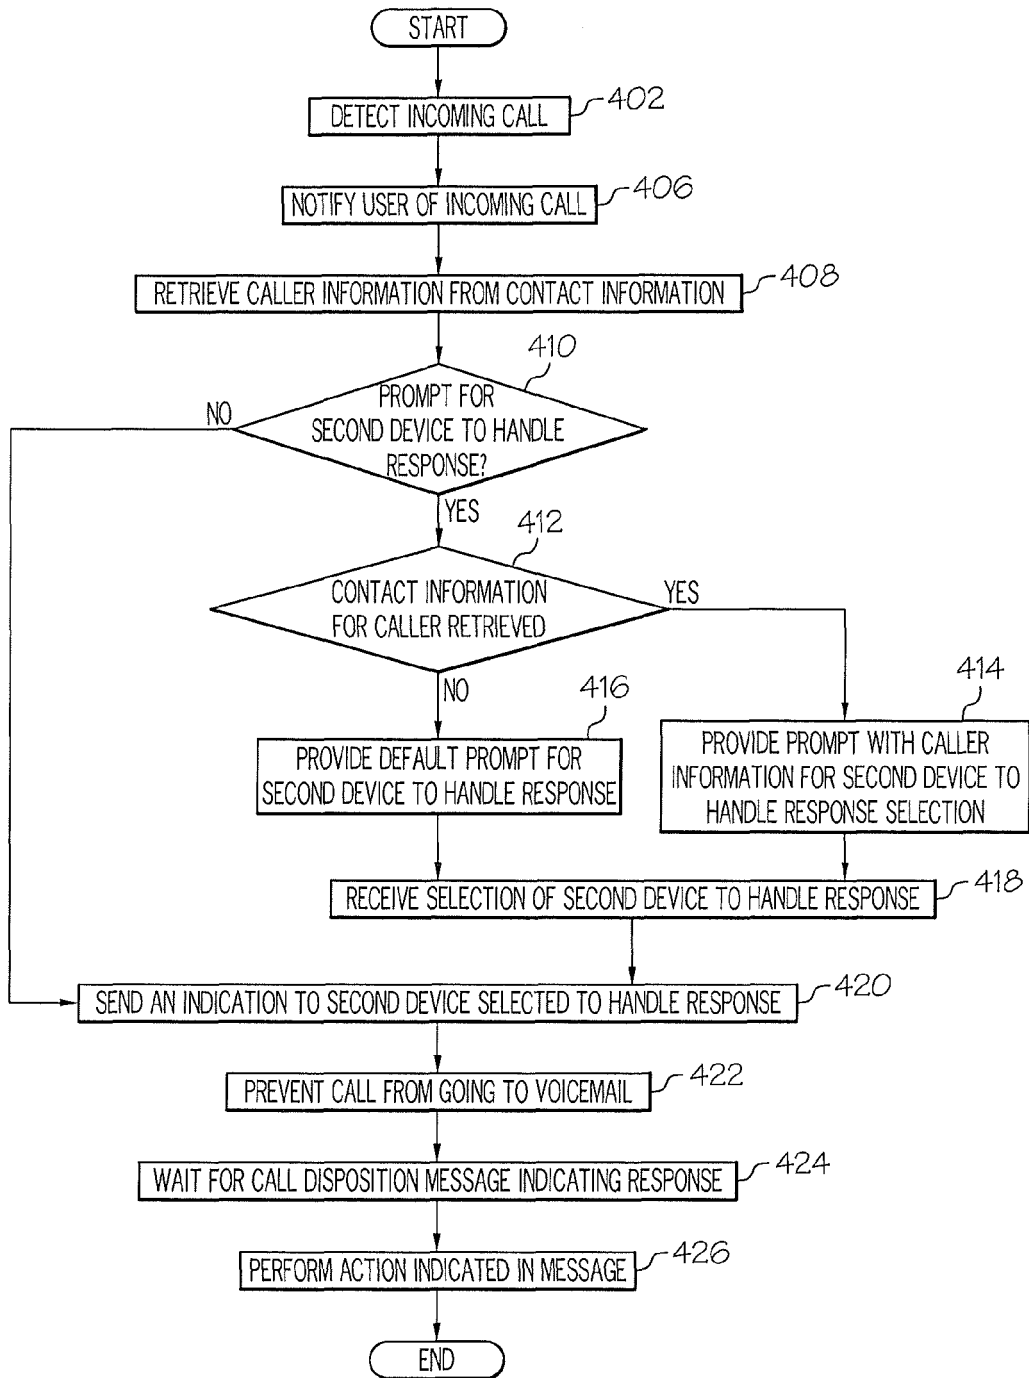 START
DETECT INCOMING CALL
402
NOTIFY USER OF INCOMING CALL
406
RETRIEVE CALLER INFORMATION FROM CONTACT INFORMATION
408
410
PROMPT FOR
SECOND DEVICE TO HANDLE
RESPONSE?
NO
YES
412
CONTACT INFORMATION
FOR CALLER RETRIEVED
YES
NO
416
PROVIDE DEFAULT PROMPT FOR
SECOND DEVICE TO HANDLE RESPONSE
414
PROVIDE PROMPT WITH CALLER
INFORMATION FOR SECOND DEVICE TO
HANDLE RESPONSE SELECTION
RECEIVE SELECTION OF SECOND DEVICE TO HANDLE RESPONSE
418
SEND AN INDICATION TO SECOND DEVICE SELECTED TO HANDLE RESPONSE
420
PREVENT CALL FROM GOING TO VOICEMAIL
422
WAIT FOR CALL DISPOSITION MESSAGE INDICATING RESPONSE
424
PERFORM ACTION INDICATED IN MESSAGE
426
END